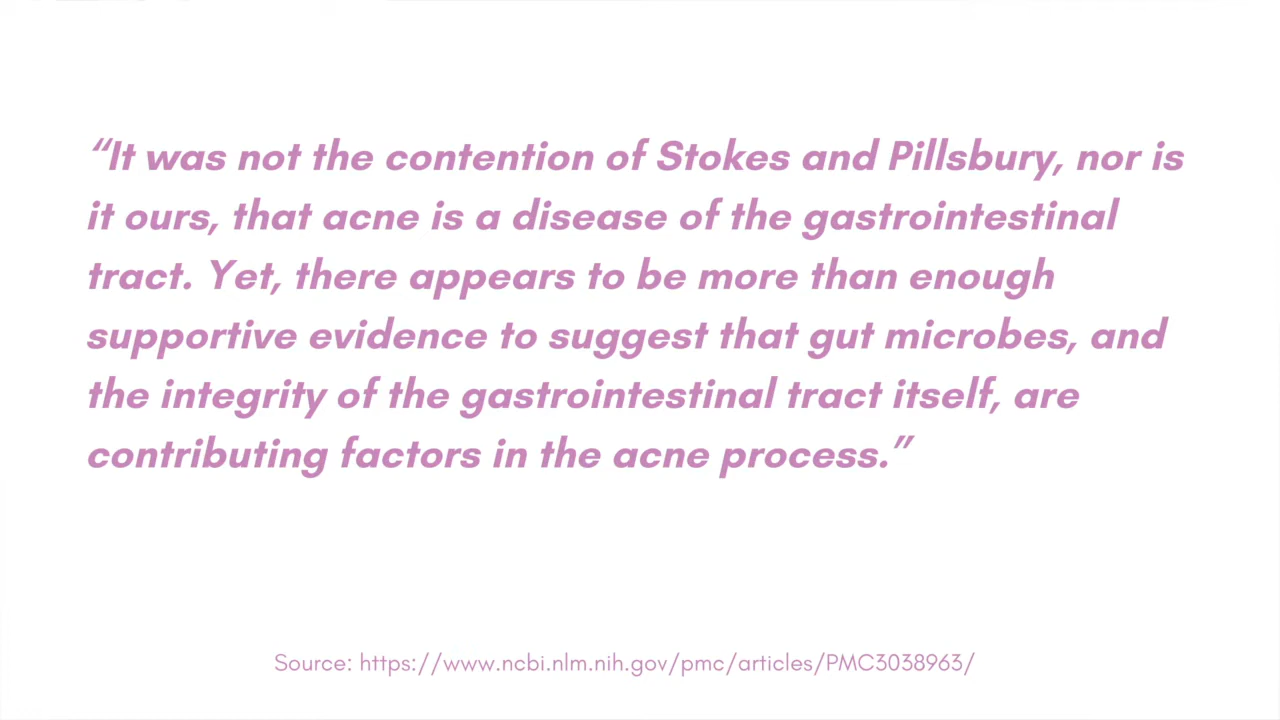 “It was not the contention of Stokes and Pillsbury, nor is
it ours, that acne is a disease of the gastrointestinal
tract. Yet, there appears to be more than enough
supportive evidence to suggest that gut microbes, and
the integrity of the gastrointestinal tract itself, are
contributing factors in the acne process.”
Source: https://www.ncbi.nlm.nih.gov/pmc/articles/PMC3038963/